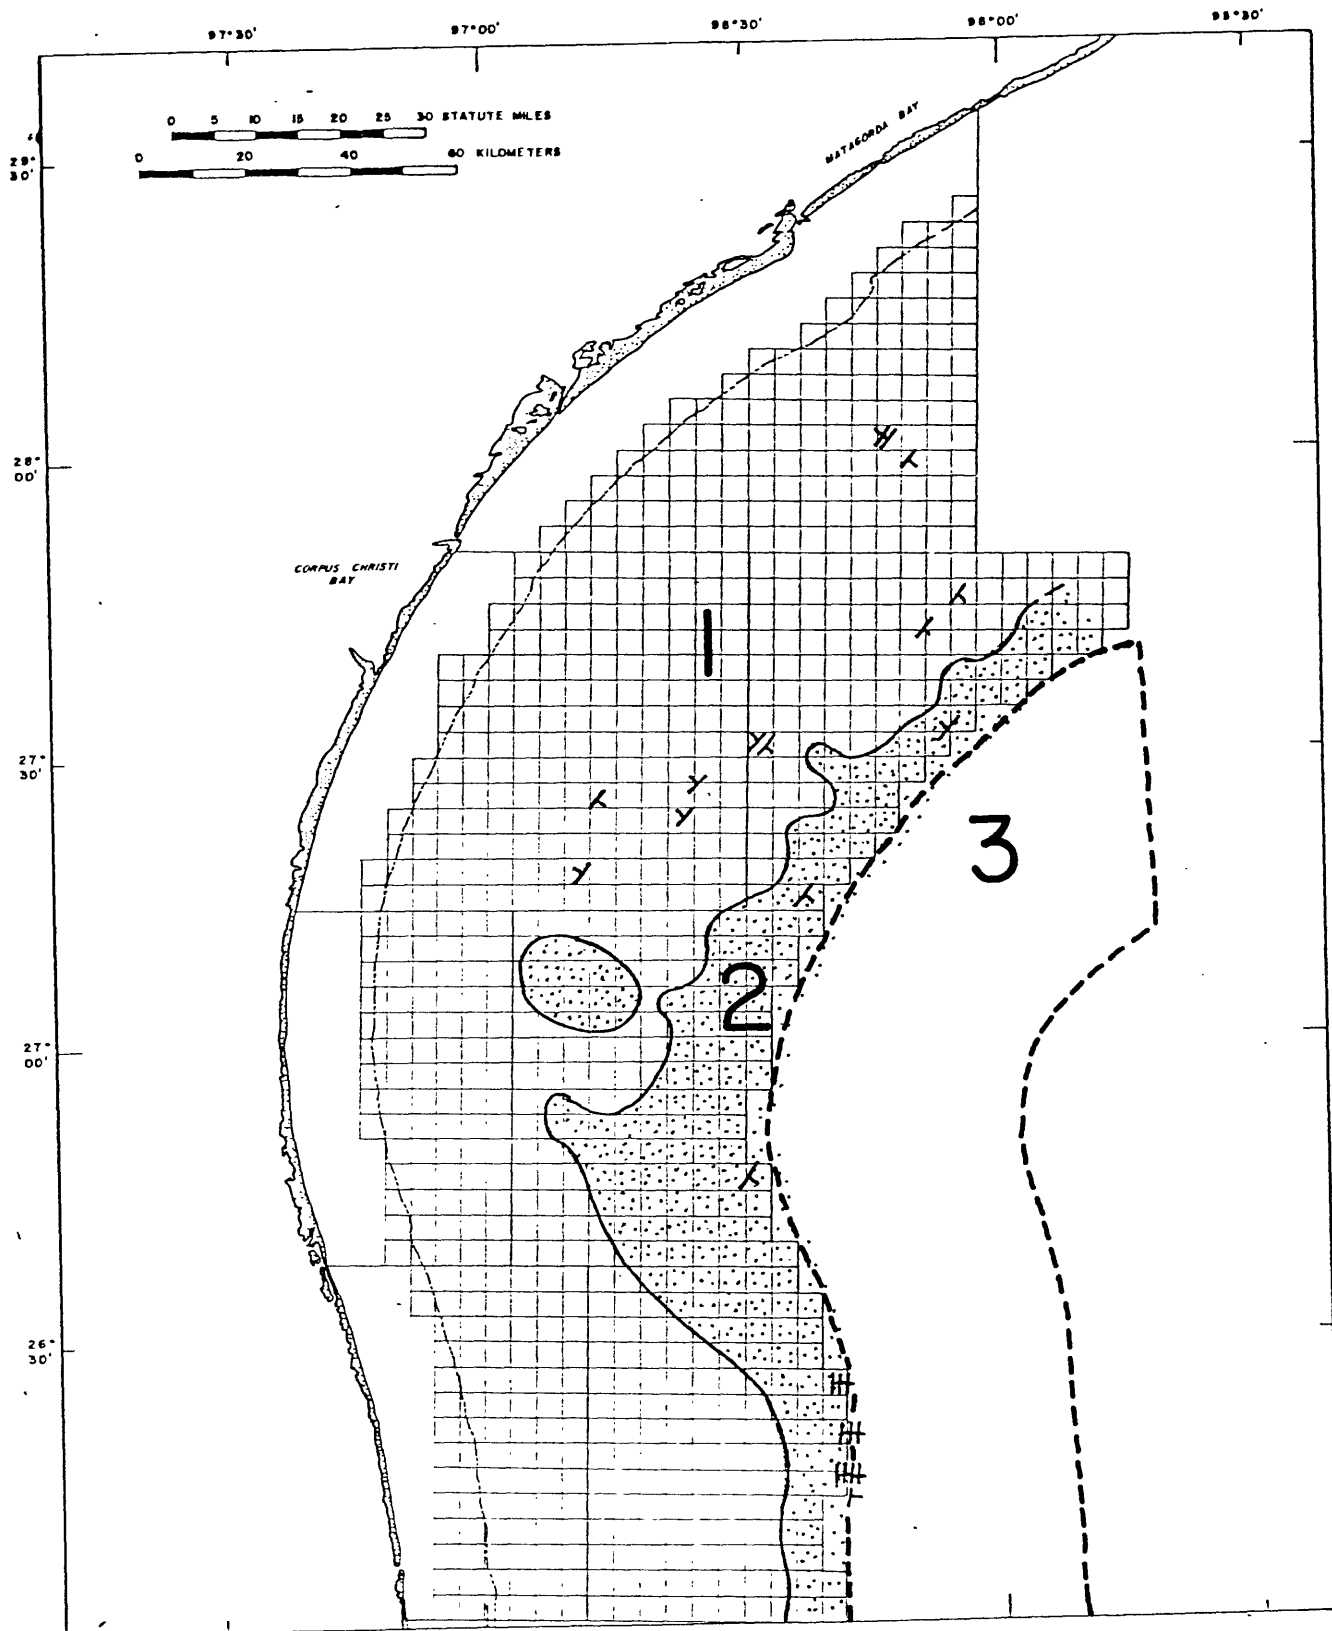 97°30' 97°00' 96°30' 96°00' 95°30'
0 5 10 15 20 25 30 STATUTE MILES
0 20 40 60 KILOMETERS
MATAGORDA BAY
29°
30'
28°
00'
CORPUS CHRISTI
BAY
1
27°
30'
3
2
27°
00'
26°
30'